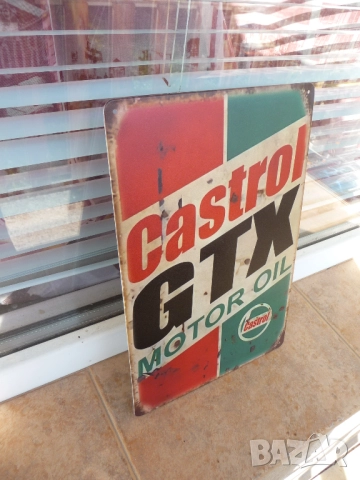 Castrol
GTX
MOTOR OIL
Castrol
BAZAR